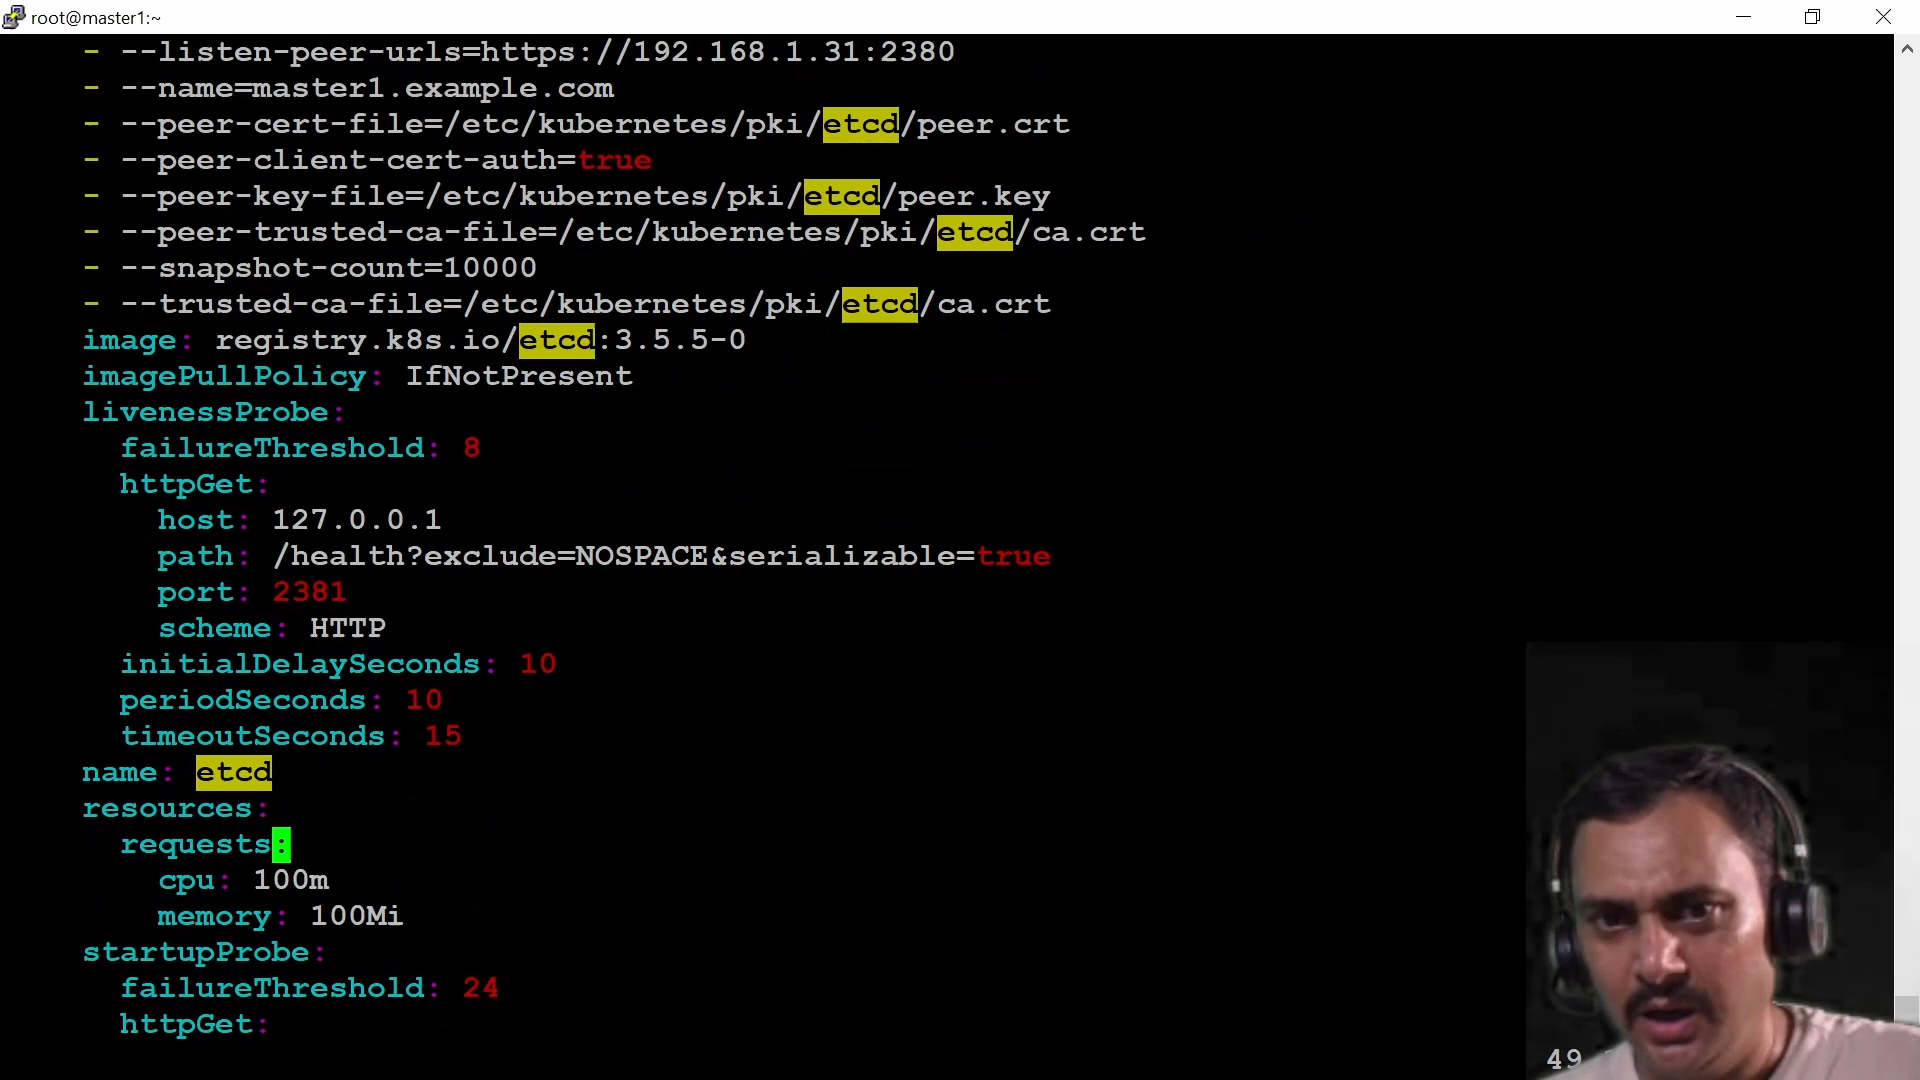 root@master1:~
- --listen-peer-urls=https://192.168.1.31:2380
- --name=master1.example.com
- --peer-cert-file=/etc/kubernetes/pki/etcd/peer.crt
- --peer-client-cert-auth=true
- --peer-key-file=/etc/kubernetes/pki/etcd/peer.key
- --peer-trusted-ca-file=/etc/kubernetes/pki/etcd/ca.crt
- --snapshot-count=10000
- --trusted-ca-file=/etc/kubernetes/pki/etcd/ca.crt
image: registry.k8s.io/etcd:3.5.5-0
imagePullPolicy: IfNotPresent
livenessProbe:
failureThreshold: 8
httpGet:
host: 127.0.0.1
path: /health?exclude=NOSPACE&serializable=true
port: 2381
scheme: HTTP
initialDelaySeconds: 10
periodSeconds: 10
timeoutSeconds: 15
name: etcd
resources:
requests:
cpu: 100m
memory: 100Mi
startupProbe:
failureThreshold: 24
httpGet:
49